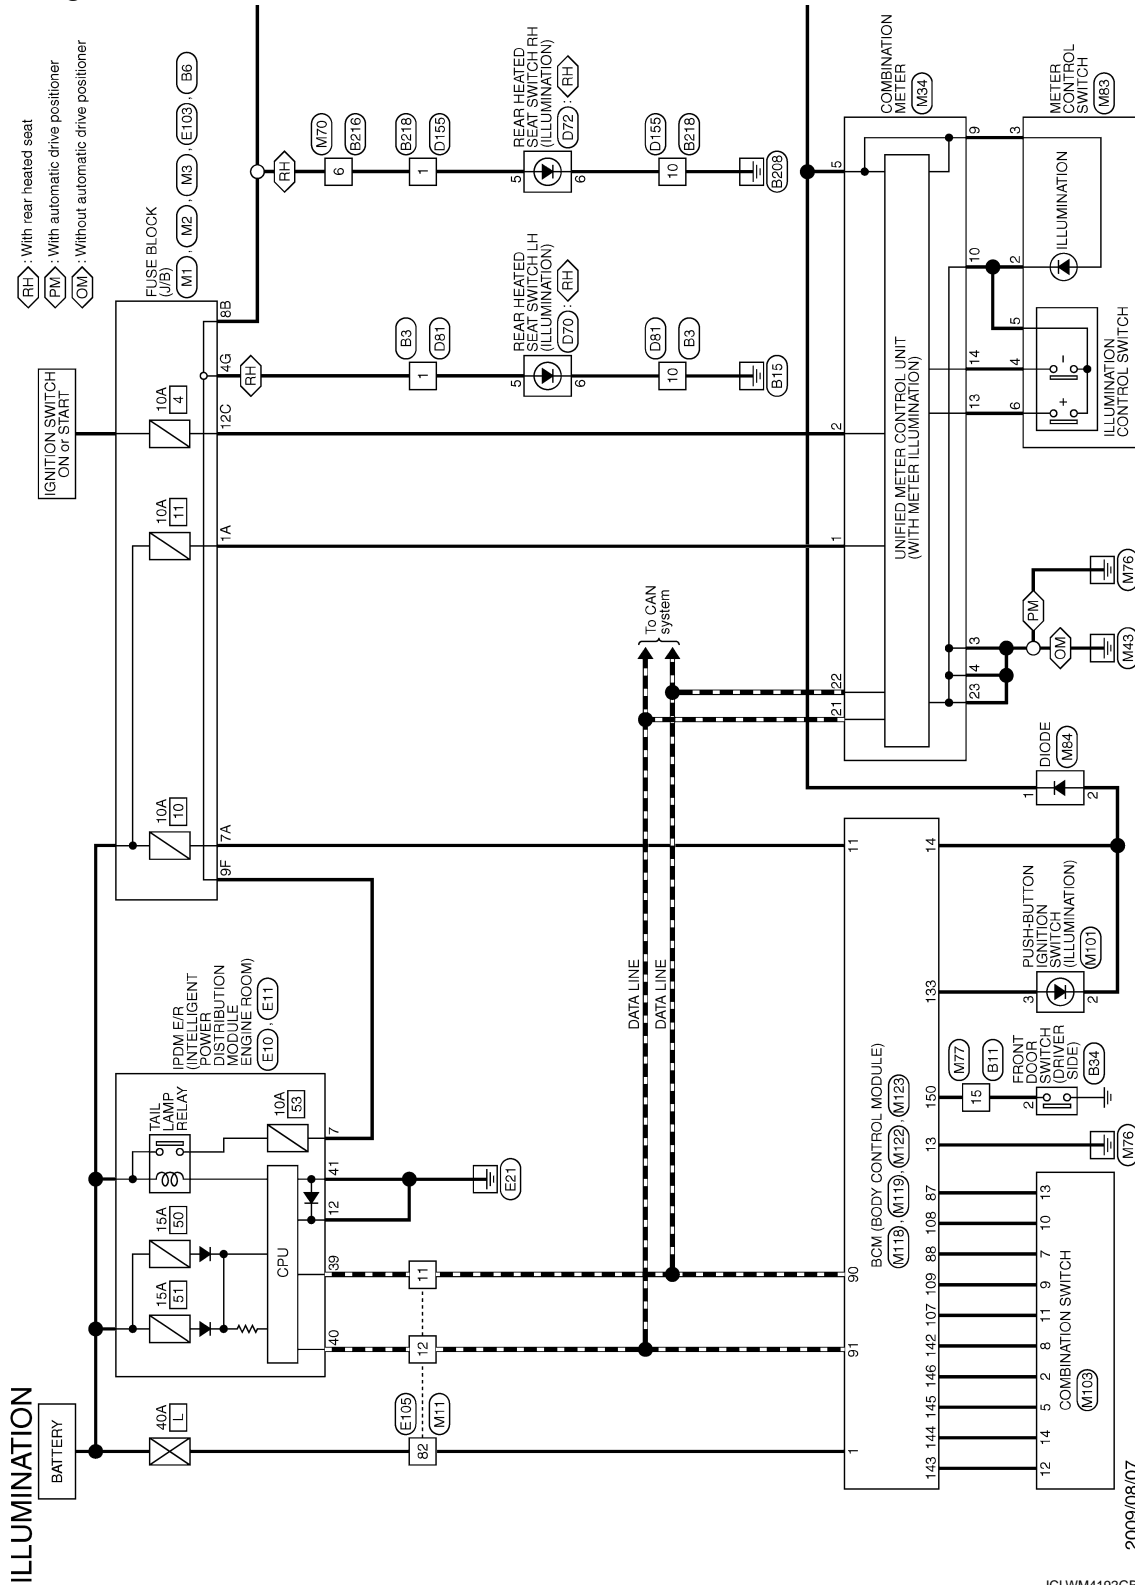 ILLUMINATION
BATTERY
IGNITION SWITCH
ON or START
RH : With rear heated seat
PM : With automatic drive positioner
OM : Without automatic drive positioner
40A
L
15A
51
15A
50
TAIL
LAMP
RELAY
10A
53
CPU
IPDM E/R
(INTELLIGENT
POWER
DISTRIBUTION
MODULE
ENGINE ROOM)
E10 , E11
40
39
12
41
7
E21
10A
10
10A
11
10A
4
FUSE BLOCK
(J/B)
M1 , M2 , M3 , E103 , B6
9F
7A
1A
12C
4G
8B
RH
RH
82
12
11
E105
M11
B3
D81
1
5
6
REAR HEATED
SEAT SWITCH LH
(ILLUMINATION)
D70 : RH
10
D81
B3
B15
M70
B216
6
B218
D155
1
5
6
REAR HEATED
SEAT SWITCH RH
(ILLUMINATION)
D72 : RH
10
D155
B218
B208
DATA LINE
DATA LINE
To CAN
system
1
91
90
11
BCM (BODY CONTROL MODULE)
M118 , M119 , M122 , M123
143
144
145
146
142
107
109
88
108
87
13
150
133
14
12
14
5
2
8
11
9
7
10
13
COMBINATION SWITCH
M103
M76
15
M77
B11
2
FRONT
DOOR
SWITCH
(DRIVER
SIDE)
B34
3
2
PUSH-BUTTON
IGNITION
SWITCH
(ILLUMINATION)
M101
1
2
DIODE
M84
21
22
1
2
5
UNIFIED METER CONTROL UNIT
(WITH METER ILLUMINATION)
COMBINATION
METER
M34
23
4
3
13
14
10
9
OM
PM
M43
M76
6
4
5
2
3
+
-
ILLUMINATION
CONTROL SWITCH
ILLUMINATION
METER
CONTROL
SWITCH
M83
2009/08/07